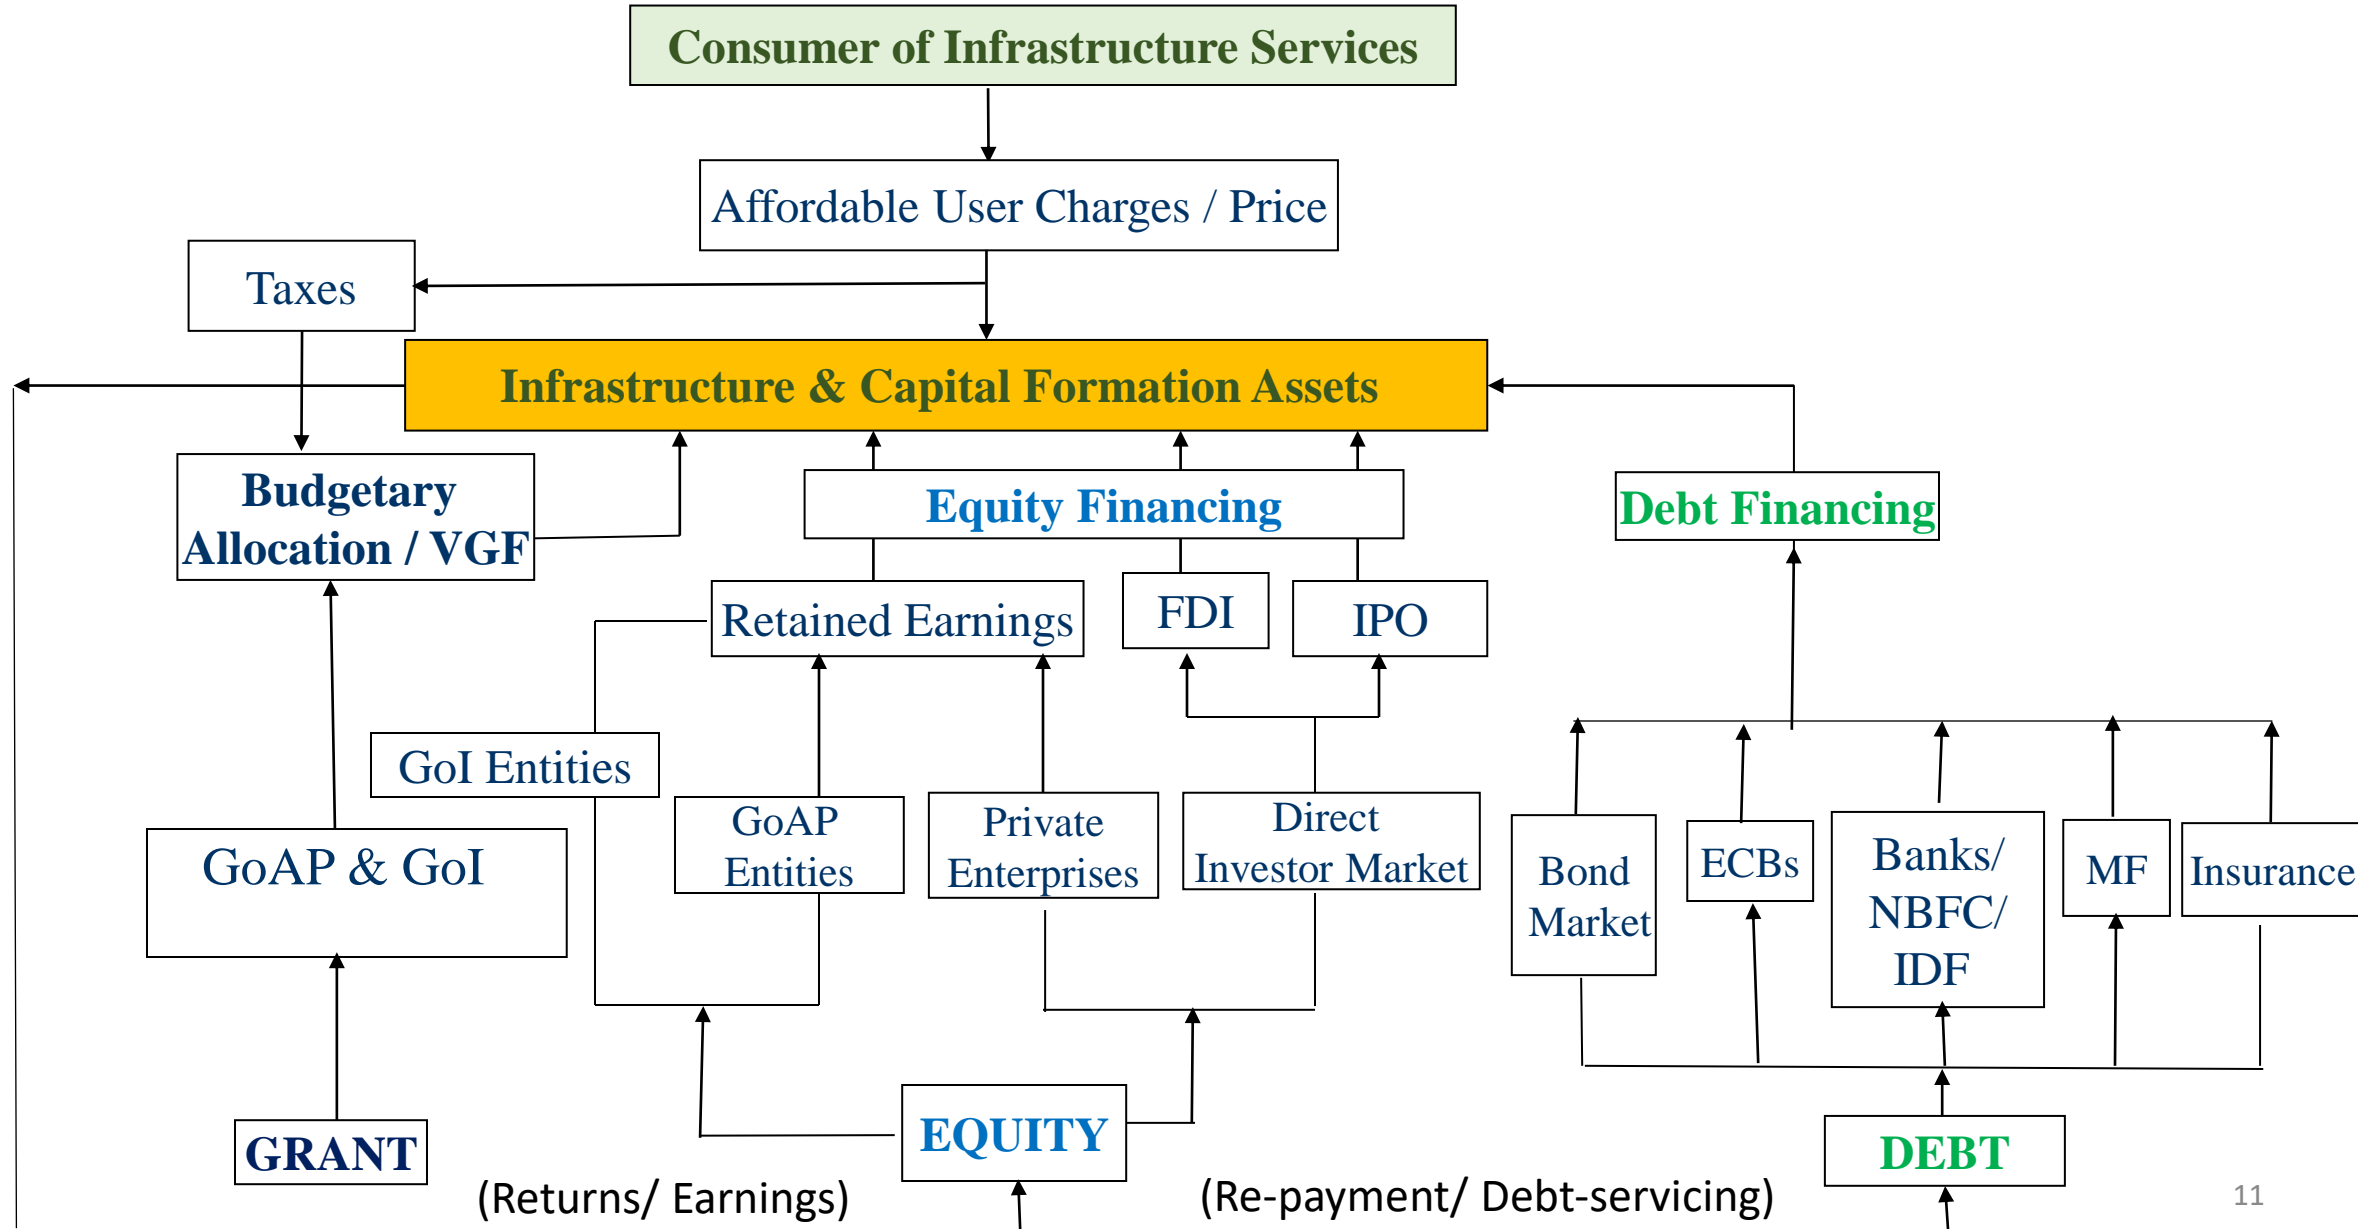 Consumer of Infrastructure Services
Affordable User Charges / Price
Taxes
Infrastructure & Capital Formation Assets
Budgetary
Allocation / VGF
Equity Financing
Debt Financing
Retained Earnings
FDI
IPO
GoI Entities
GoAP & GoI
GoAP
Entities
Private
Enterprises
Direct
Investor Market
Bond
Market
ECBs
Banks/
NBFC/
IDF
MF
Insurance
GRANT
EQUITY
DEBT
(Returns/ Earnings)
(Re-payment/ Debt-servicing)
11